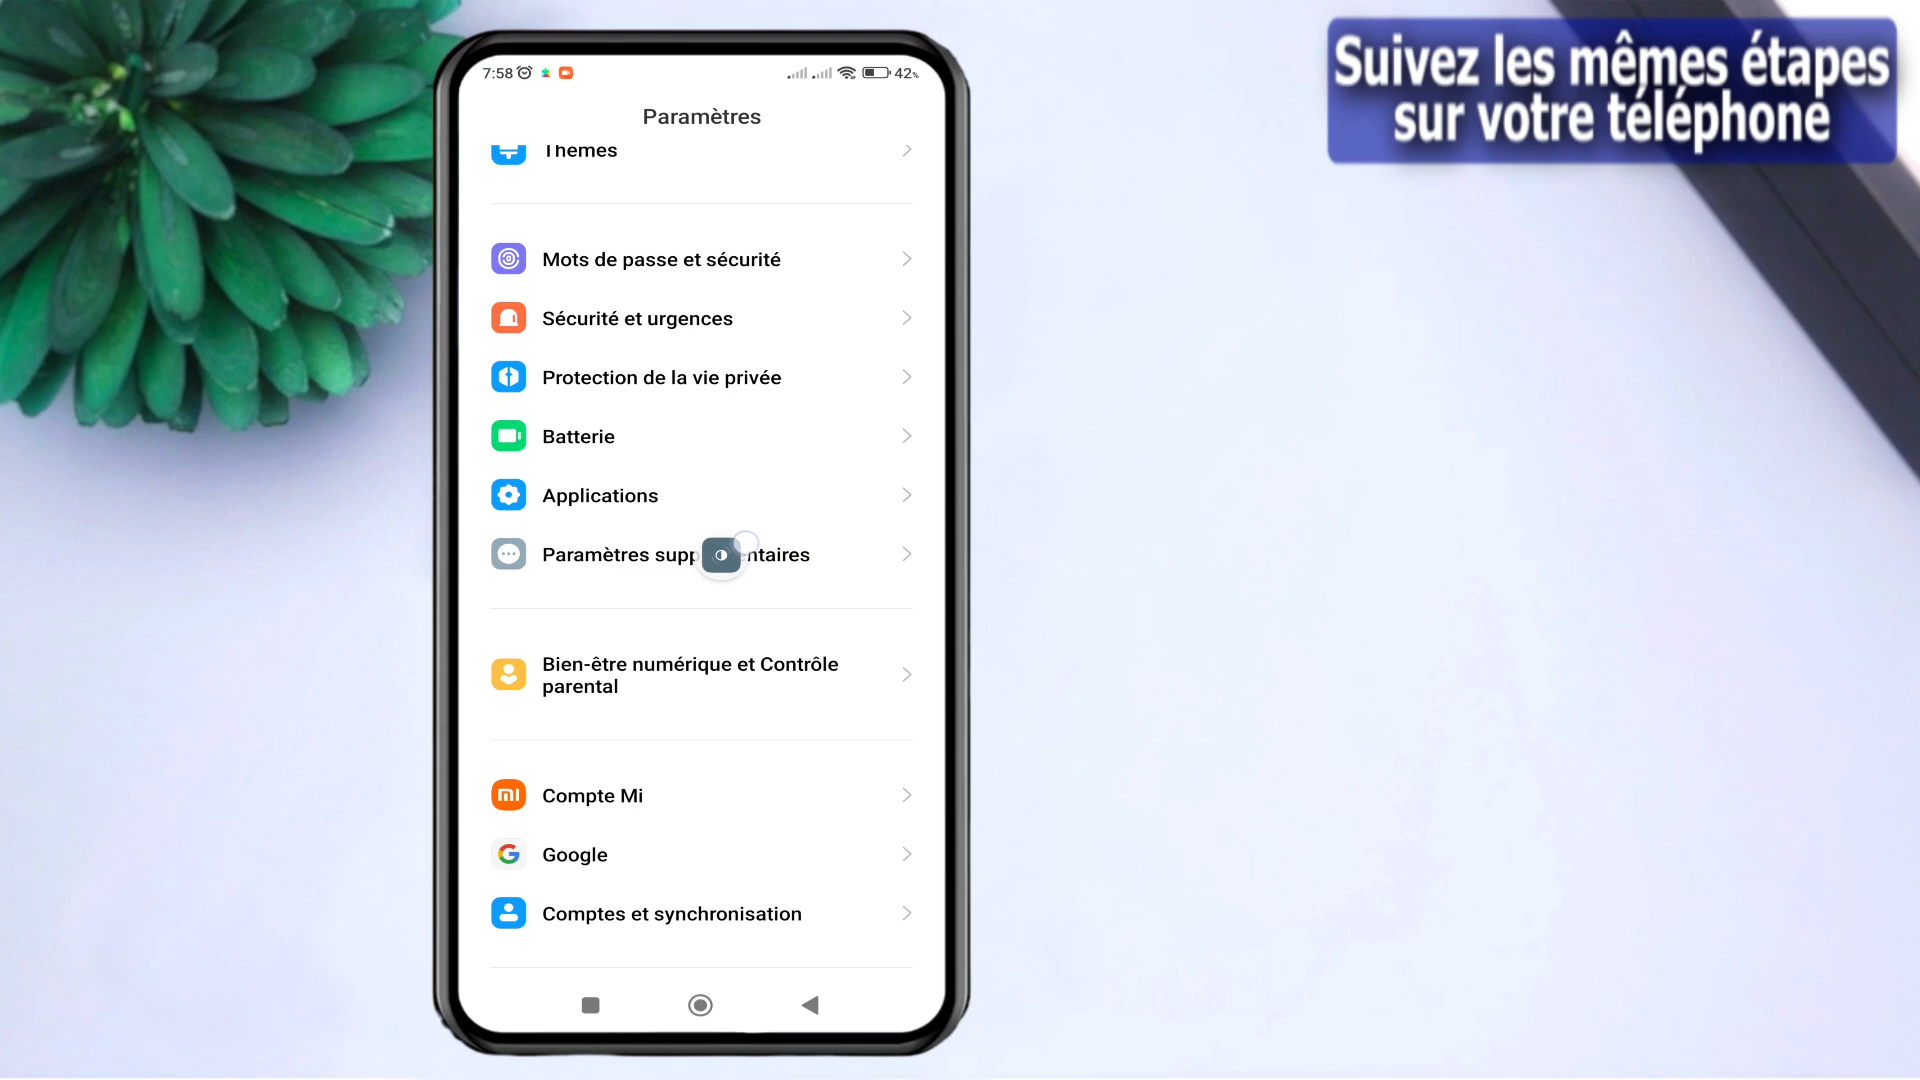 Suivez les mêmes étapes
sur votre téléphone
7:58
42%
Paramètres
Themes
Mots de passe et sécurité
Sécurité et urgences
Protection de la vie privée
Batterie
Applications
Paramètres supp ntaires
Bien-être numérique et Contrôle
parental
Compte Mi
Google
Comptes et synchronisation